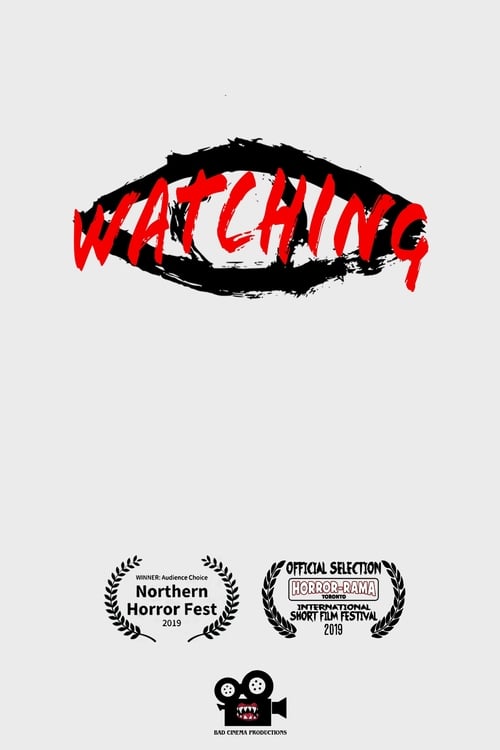 WATCHING
WINNER: Audience Choice
Northern
Horror Fest
2019
OFFICIAL SELECTION
HORROR-RAMA
TORONTO
INTERNATIONAL
SHORT FILM FESTIVAL
2019
BAD CINEMA PRODUCTIONS